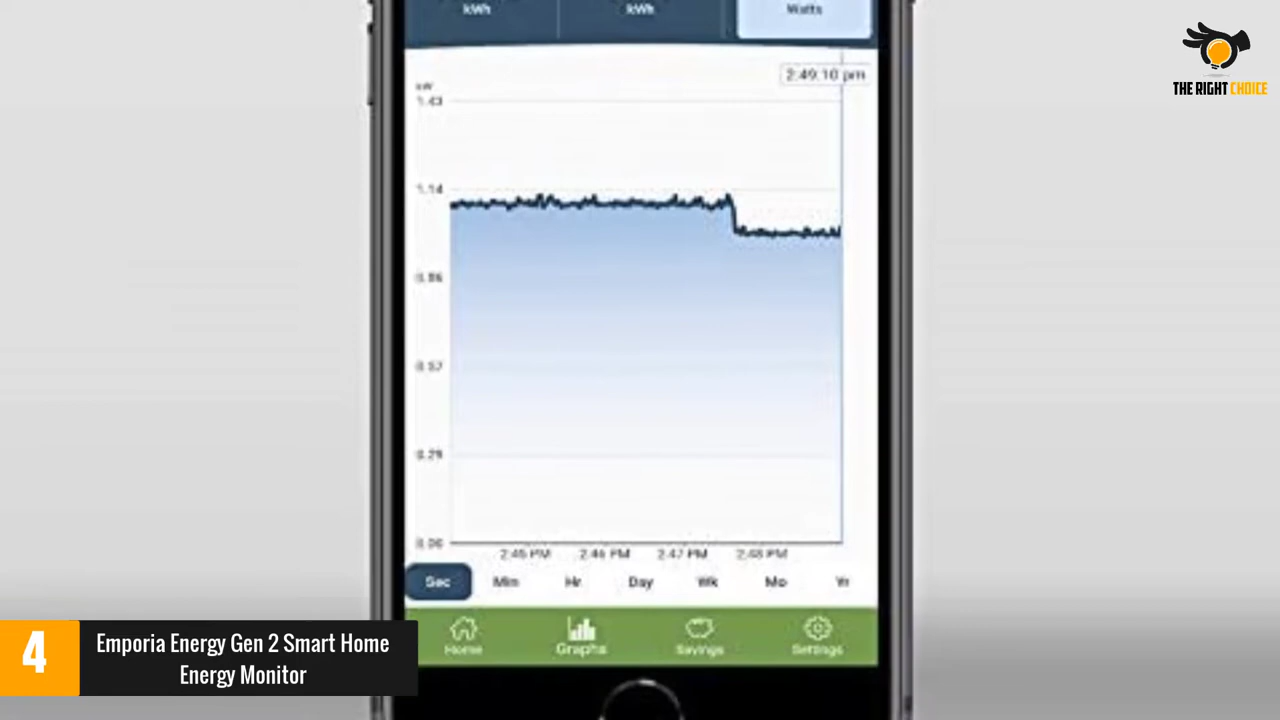 kWh
kWh
Watts
2:49:10 pm
kW
1.43
1.14
0.86
0.57
0.29
0.00
2:45 PM
2:46 PM
2:47 PM
2:48 PM
Sec
Min
Hr
Day
Wk
Mo
Yr
Home
Graphs
Savings
Settings
THE RIGHT CHOICE
4
Emporia Energy Gen 2 Smart Home
Energy Monitor